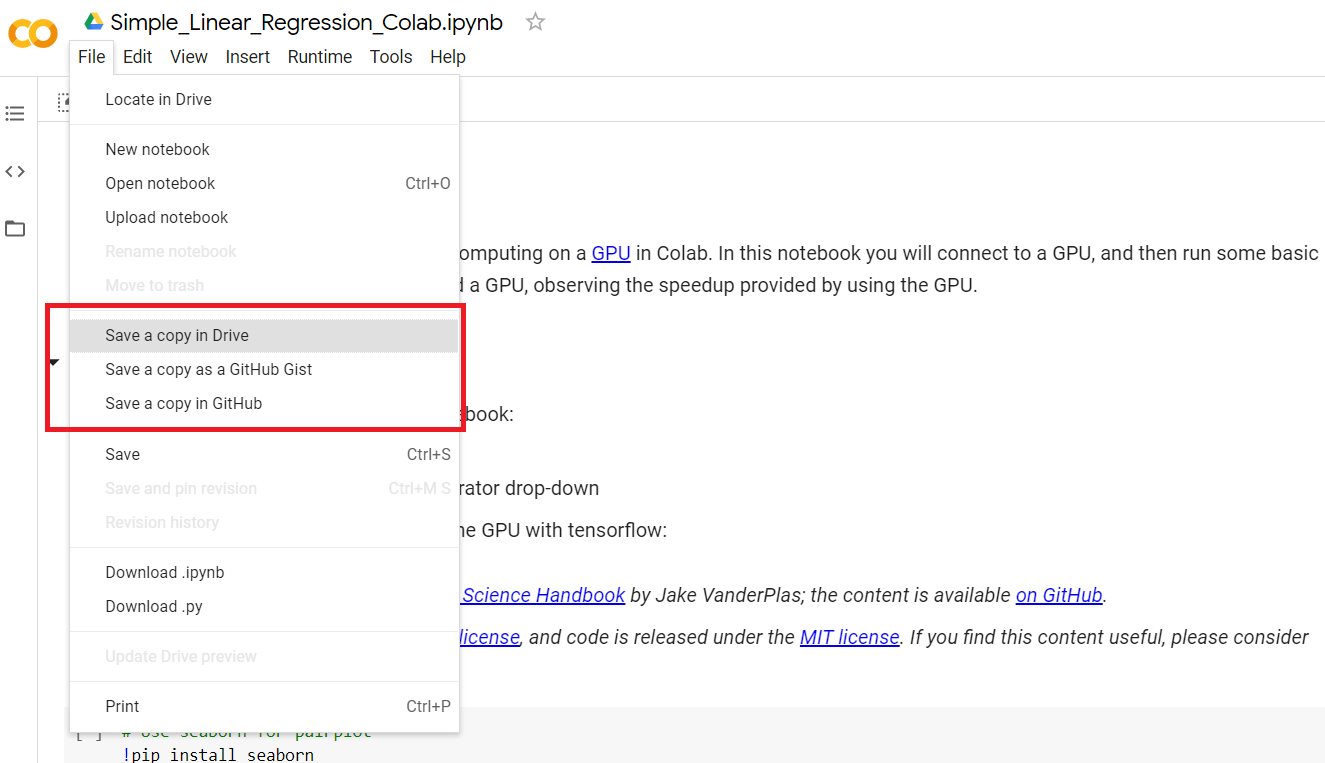 Simple_Linear_Regression_Colab.ipynb
File Edit View Insert Runtime Tools Help
Locate in Drive
New notebook
Open notebook Ctrl+O
Upload notebook
Rename notebook
Move to trash
Save a copy in Drive
Save a copy as a GitHub Gist
Save a copy in GitHub
Save Ctrl+S
Save and pin revision Ctrl+M S
Revision history
Download .ipynb
Download .py
Update Drive preview
Print Ctrl+P
omputing on a GPU in Colab. In this notebook you will connect to a GPU, and then run some basic
a GPU, observing the speedup provided by using the GPU.
book:
rator drop-down
GPU with tensorflow:
Science Handbook by Jake VanderPlas; the content is available on GitHub.
license, and code is released under the MIT license. If you find this content useful, please consider
[ ] # Use seaborn for pairplot
!pip install seaborn